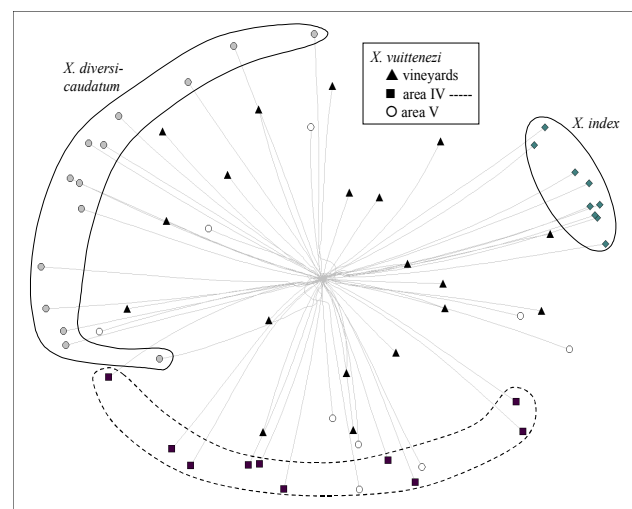 X. diversi-
caudatum
X. vuittenezi
vineyards
area IV -----
area V
X. index